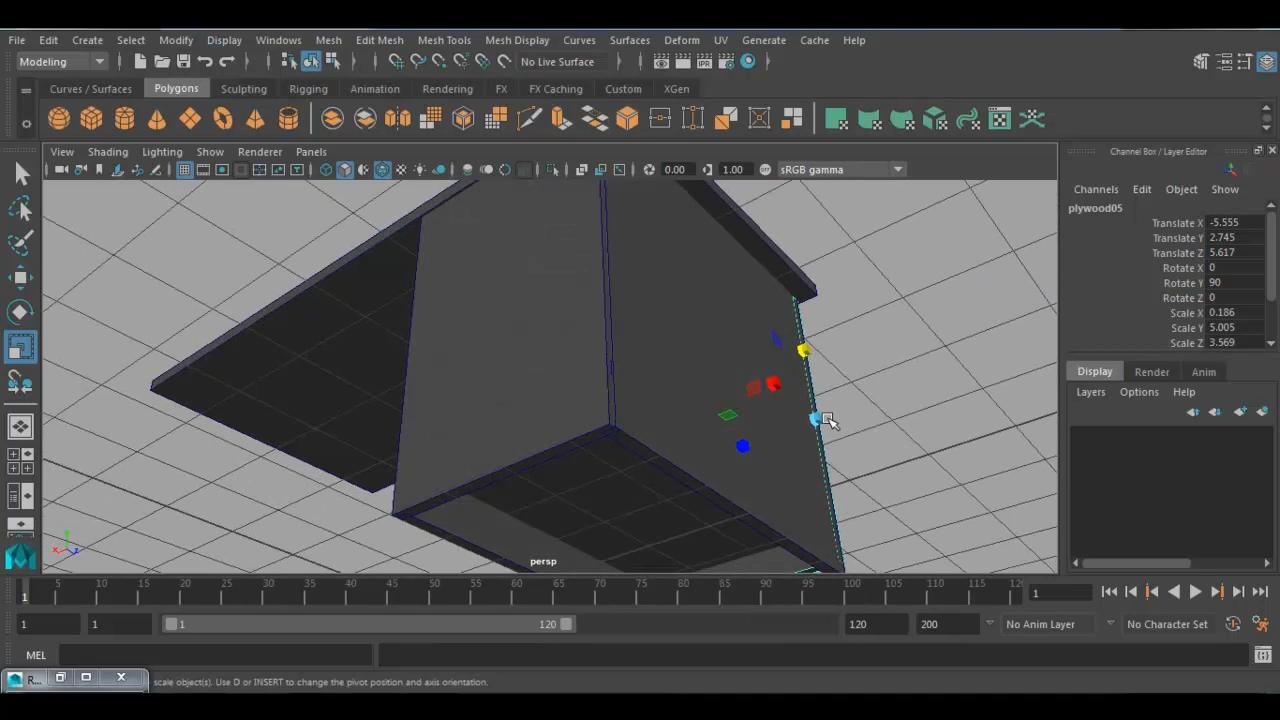 File Edit Create Select Modify Display Windows Mesh Edit Mesh Mesh Tools Mesh Display Curves Surfaces Deform UV Generate Cache Help
Modeling No Live Surface IPR
Curves / Surfaces Polygons Sculpting Rigging Animation Rendering FX FX Caching Custom XGen
View Shading Lighting Show Renderer Panels
0.00 1.00 sRGB gamma
Channel Box / Layer Editor
Channels Edit Object Show
plywood05
Translate X -5.555
Translate Y 2.745
Translate Z 5.617
Rotate X 0
Rotate Y 90
Rotate Z 0
Scale X 0.186
Scale Y 5.005
Scale Z 3.569
Display Render Anim
Layers Options Help
persp
1 5 10 15 20 25 30 35 40 45 50 55 60 65 70 75 80 85 90 95 100 105 110 115 12 1
1 1 1 120 120 200 No Anim Layer No Character Set
MEL
R... scale object(s). Use D or INSERT to change the pivot position and axis orientation.